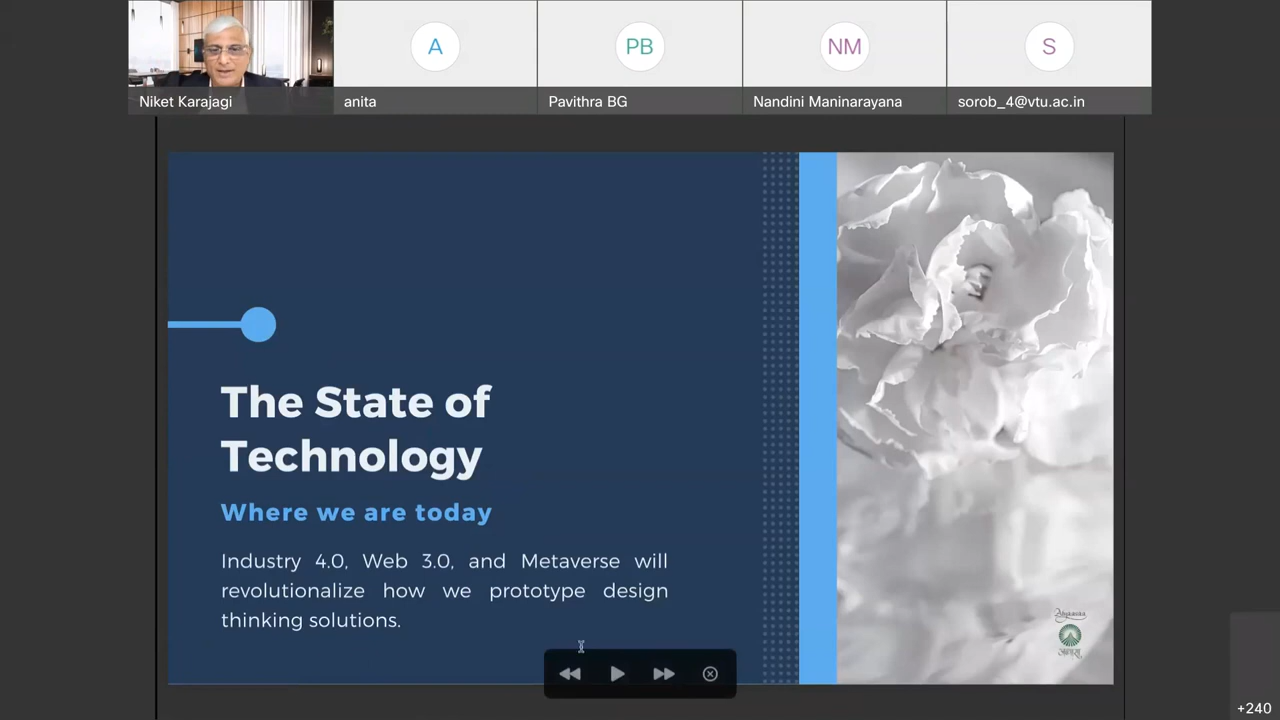 A
PB
NM
S
Niket Karajagi
anita
Pavithra BG
Nandini Maninarayana
sorob_4@vtu.ac.in
The State of
Technology
Where we are today
Industry 4.0, Web 3.0, and Metaverse will
revolutionalize how we prototype design
thinking solutions.
+240